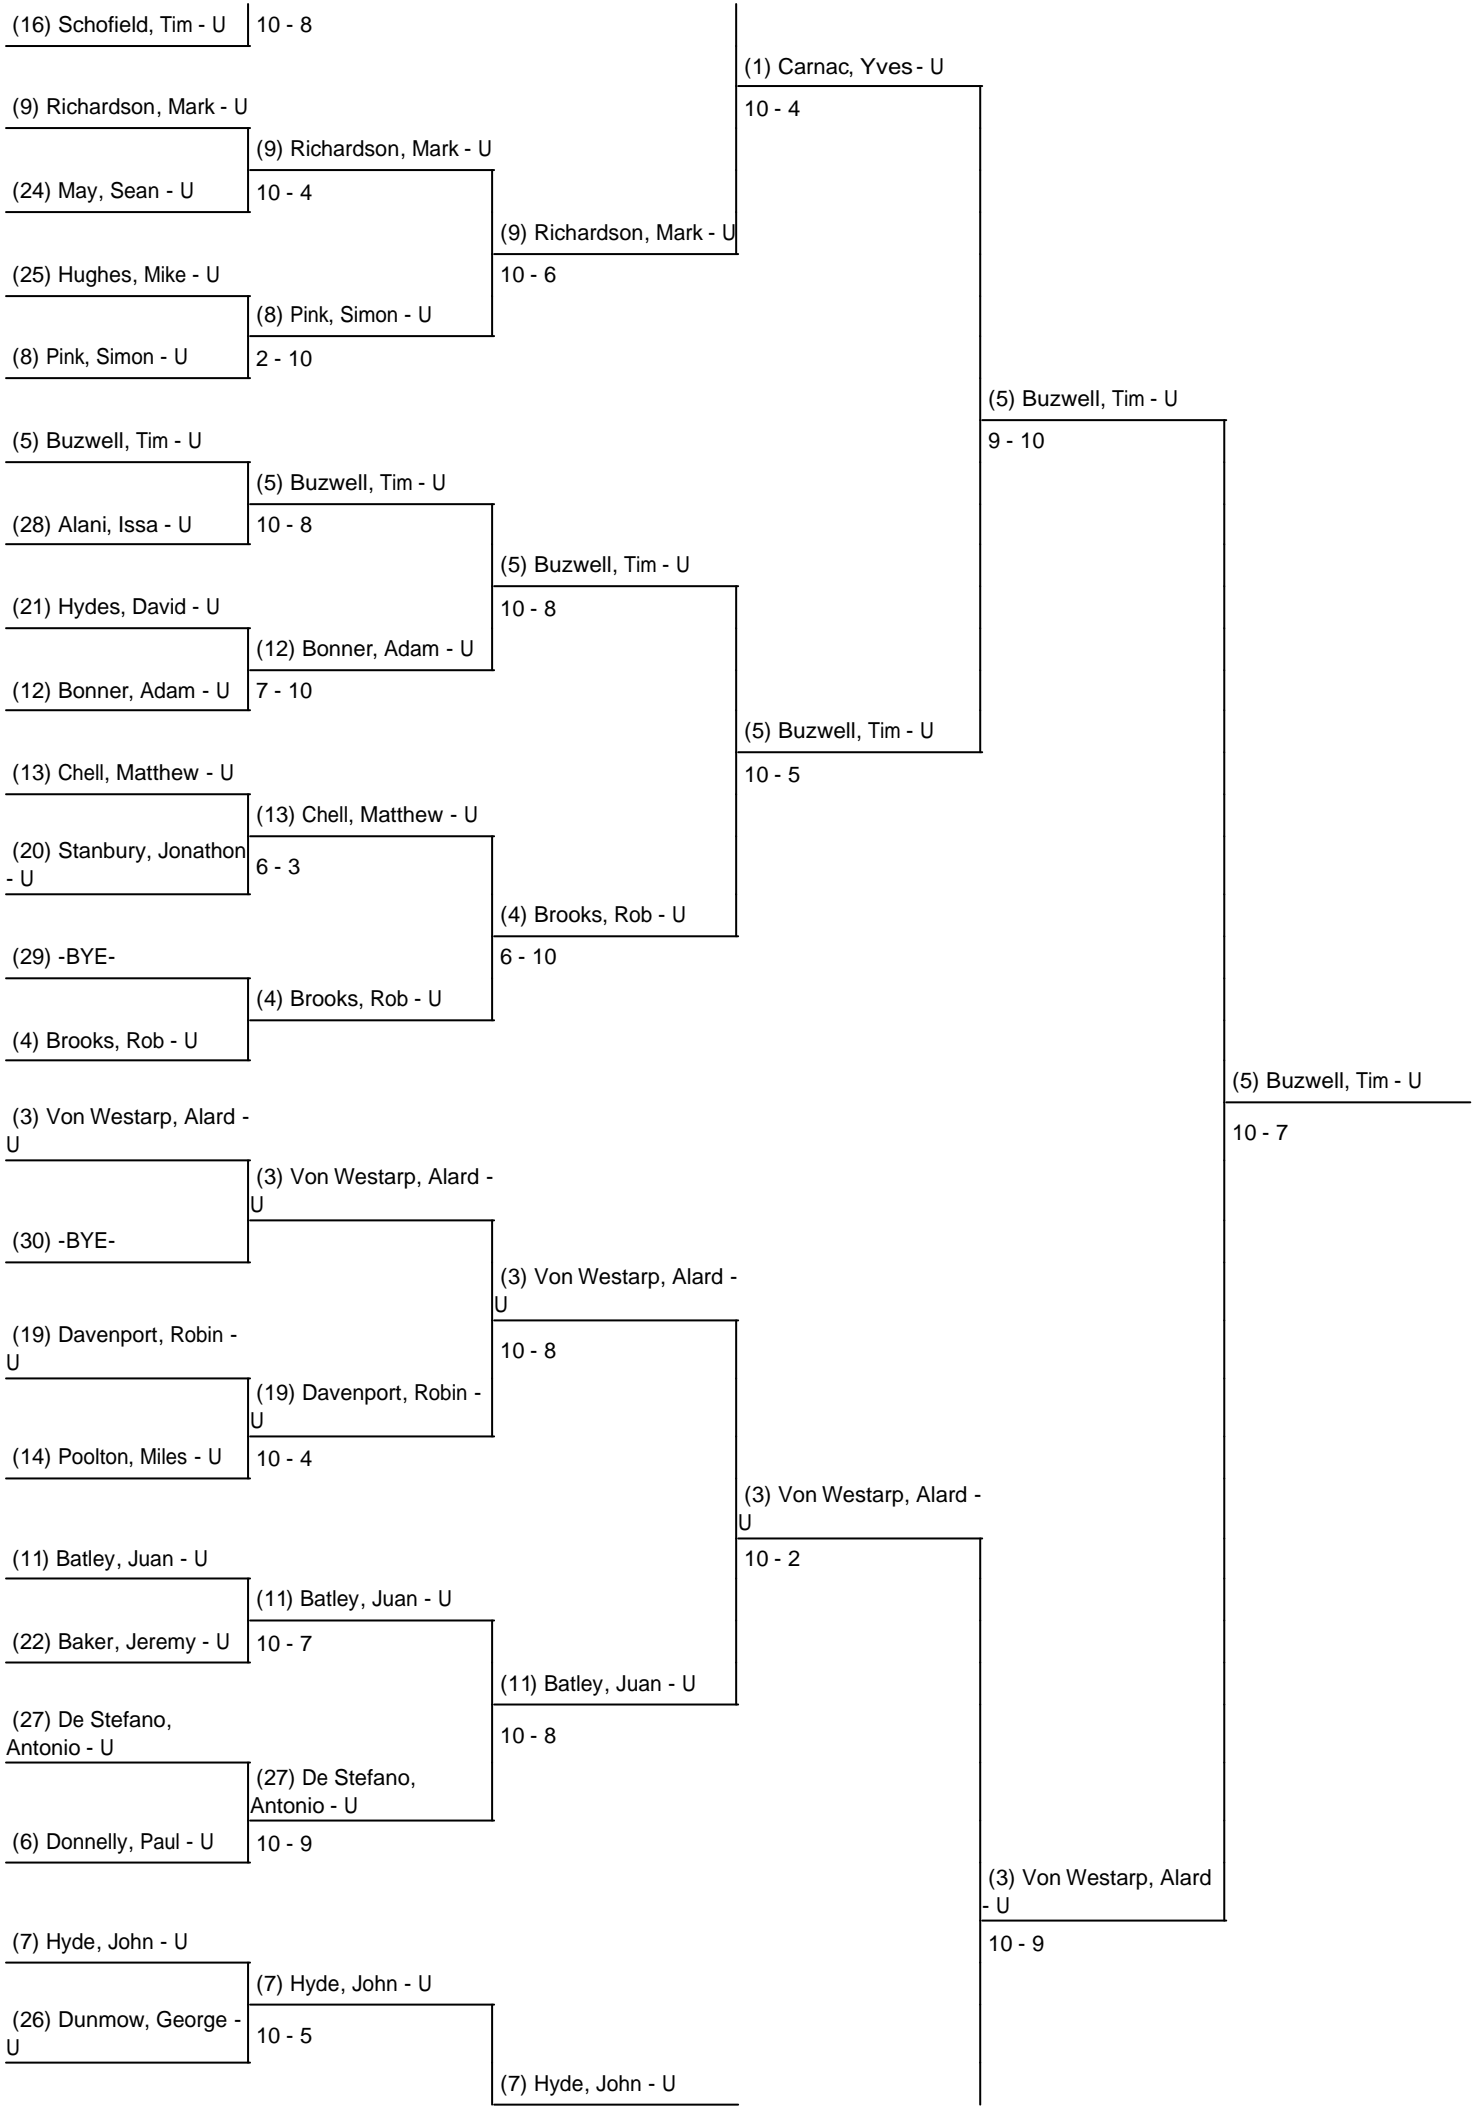 (16) Schofield, Tim - U
10 - 8
(1) Carnac, Yves - U
10 - 4
(9) Richardson, Mark - U
(9) Richardson, Mark - U
(24) May, Sean - U
10 - 4
(9) Richardson, Mark - U
10 - 6
(25) Hughes, Mike - U
(8) Pink, Simon - U
(8) Pink, Simon - U
2 - 10
(5) Buzwell, Tim - U
9 - 10
(5) Buzwell, Tim - U
(5) Buzwell, Tim - U
(28) Alani, Issa - U
10 - 8
(5) Buzwell, Tim - U
10 - 8
(21) Hydes, David - U
(12) Bonner, Adam - U
(12) Bonner, Adam - U
7 - 10
(5) Buzwell, Tim - U
10 - 5
(13) Chell, Matthew - U
(13) Chell, Matthew - U
(20) Stanbury, Jonathon
- U
6 - 3
(4) Brooks, Rob - U
6 - 10
(29) -BYE-
(4) Brooks, Rob - U
(4) Brooks, Rob - U
(5) Buzwell, Tim - U
10 - 7
(3) Von Westarp, Alard -
U
(3) Von Westarp, Alard -
U
(30) -BYE-
(3) Von Westarp, Alard -
U
10 - 8
(19) Davenport, Robin -
U
(19) Davenport, Robin -
U
(14) Poolton, Miles - U
10 - 4
(3) Von Westarp, Alard -
U
10 - 2
(11) Batley, Juan - U
(11) Batley, Juan - U
(22) Baker, Jeremy - U
10 - 7
(11) Batley, Juan - U
10 - 8
(27) De Stefano,
Antonio - U
(27) De Stefano,
Antonio - U
(6) Donnelly, Paul - U
10 - 9
(3) Von Westarp, Alard
- U
10 - 9
(7) Hyde, John - U
(7) Hyde, John - U
(26) Dunmow, George -
U
10 - 5
(7) Hyde, John - U